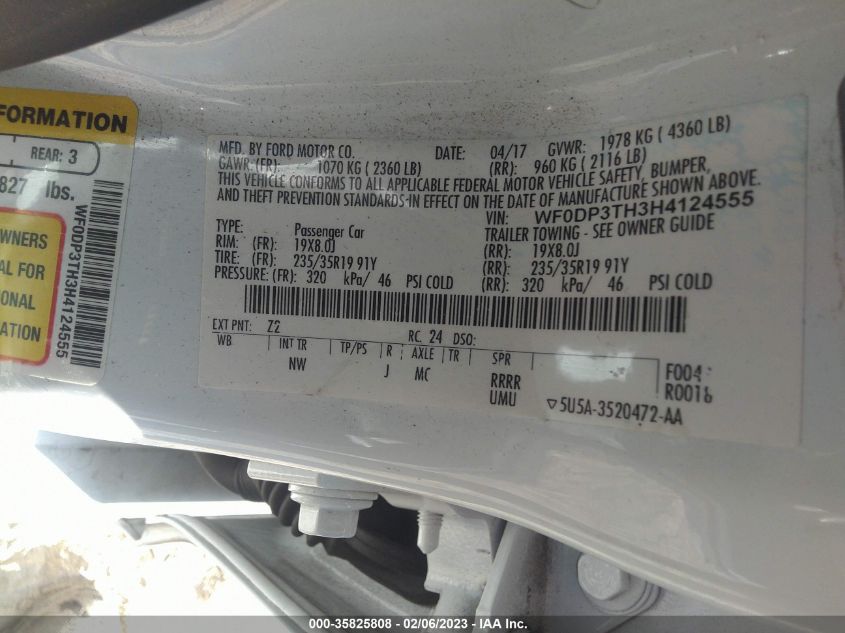 FORMATION
REAR: 3
827 lbs.
WF0DP3TH3H4124555
WNERS
AL FOR
ONAL
ATION
MFD. BY FORD MOTOR CO. DATE: 04/17 GVWR: 1978 KG ( 4360 LB)
GAWR:(FR): 1070 KG ( 2360 LB) (RR): 960 KG ( 2116 LB)
THIS VEHICLE CONFORMS TO ALL APPLICABLE FEDERAL MOTOR VEHICLE SAFETY, BUMPER,
AND THEFT PREVENTION STANDARDS IN EFFECT ON THE DATE OF MANUFACTURE SHOWN ABOVE.
VIN: WF0DP3TH3H4124555
TYPE: Passenger Car TRAILER TOWING - SEE OWNER GUIDE
RIM: (FR) 19X8.0J (RR) 19X8.0J
TIRE: (FR) 235/35R19 91Y (RR) 235/35R19 91Y
PRESSURE: (FR) 320 kPa/ 46 PSI COLD (RR) 320 kPa/ 46 PSI COLD
EXT PNT: Z2 RC 24 DSO:
WB INT TR TP/PS R AXLE TR SPR
NW J MC RRRR F004
UMU R001
▽5U5A-3520472-AA
000-35825808 - 02/06/2023 - IAA Inc.